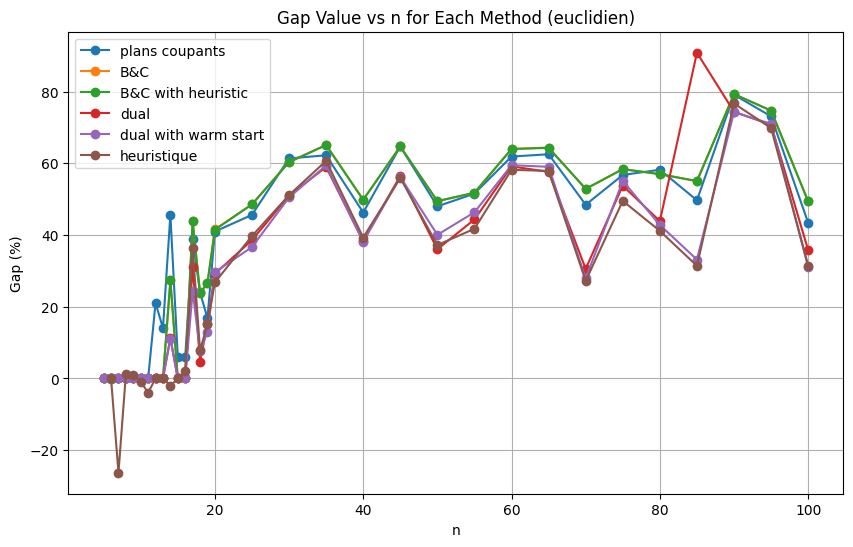 Gap Value vs n for Each Method (euclidien)
plans coupants
B&C
B&C with heuristic
dual
dual with warm start
heuristique
Gap (%)
80
60
40
20
0
−20
20 40 60 80 100
n